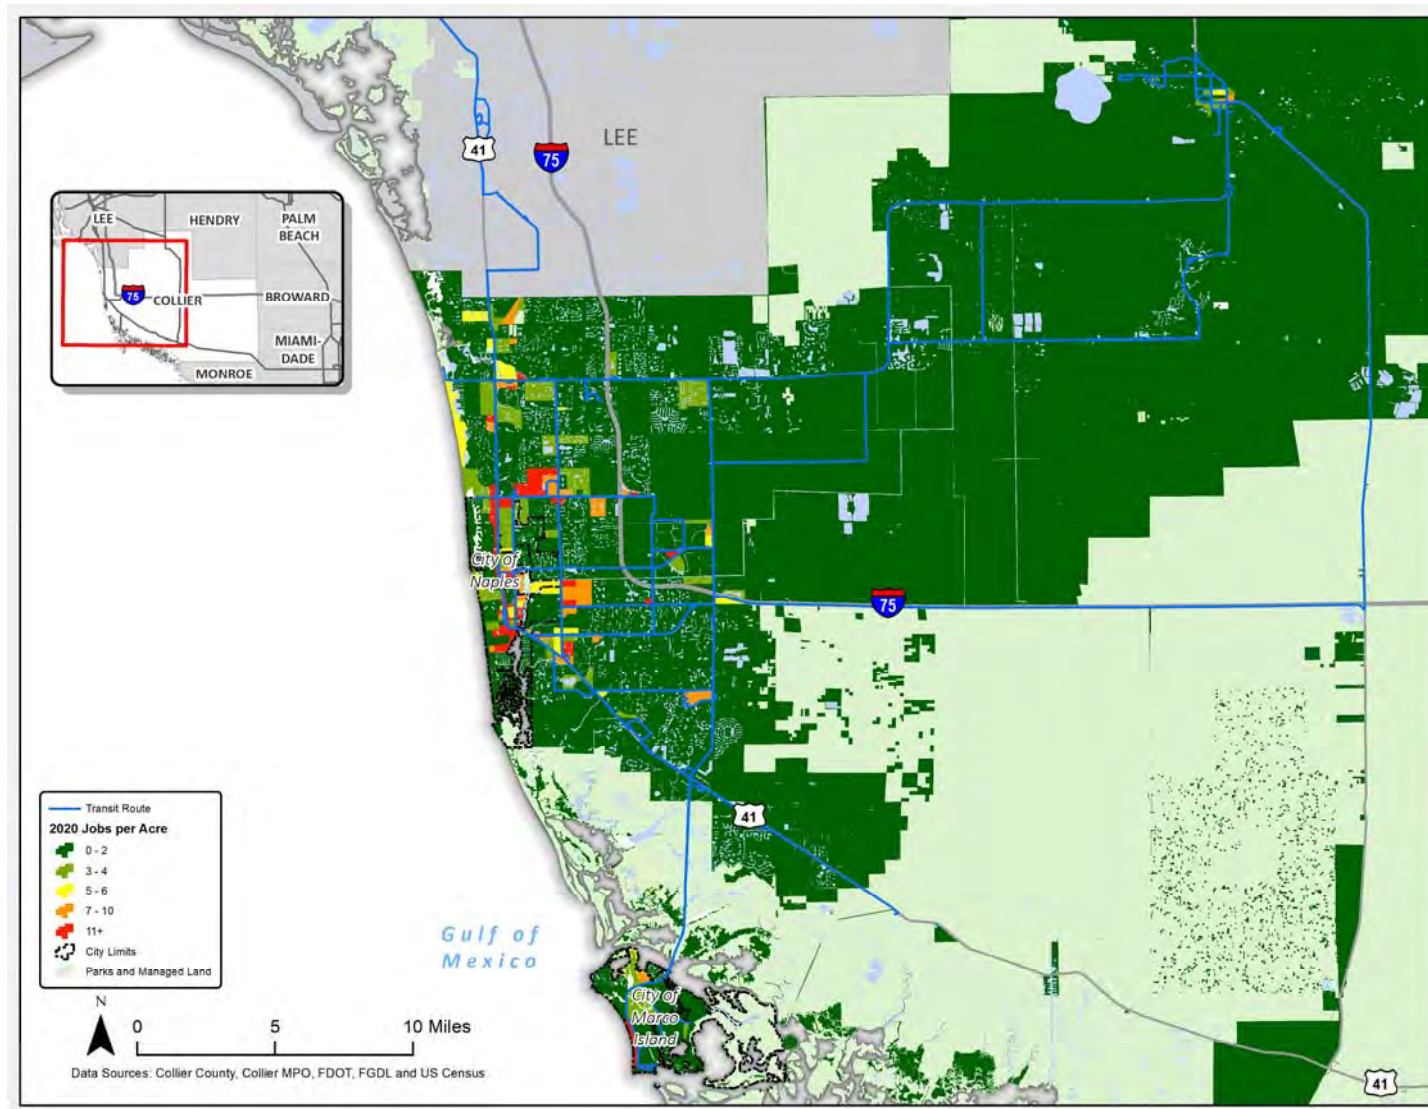 41
75
LEE
LEE
HENDRY
PALM
BEACH
75
COLLIER
BROWARD
MIAMI-
DADE
MONROE
City of
Naples
75
Transit Route
2020 Jobs per Acre
0 - 2
3 - 4
5 - 6
7 - 10
11+
City Limits
Parks and Managed Land
41
Gulf of
Mexico
City of
Marco
Island
N
0 5 10 Miles
Data Sources: Collier County, Collier MPO, FDOT, FGDL and US Census
41